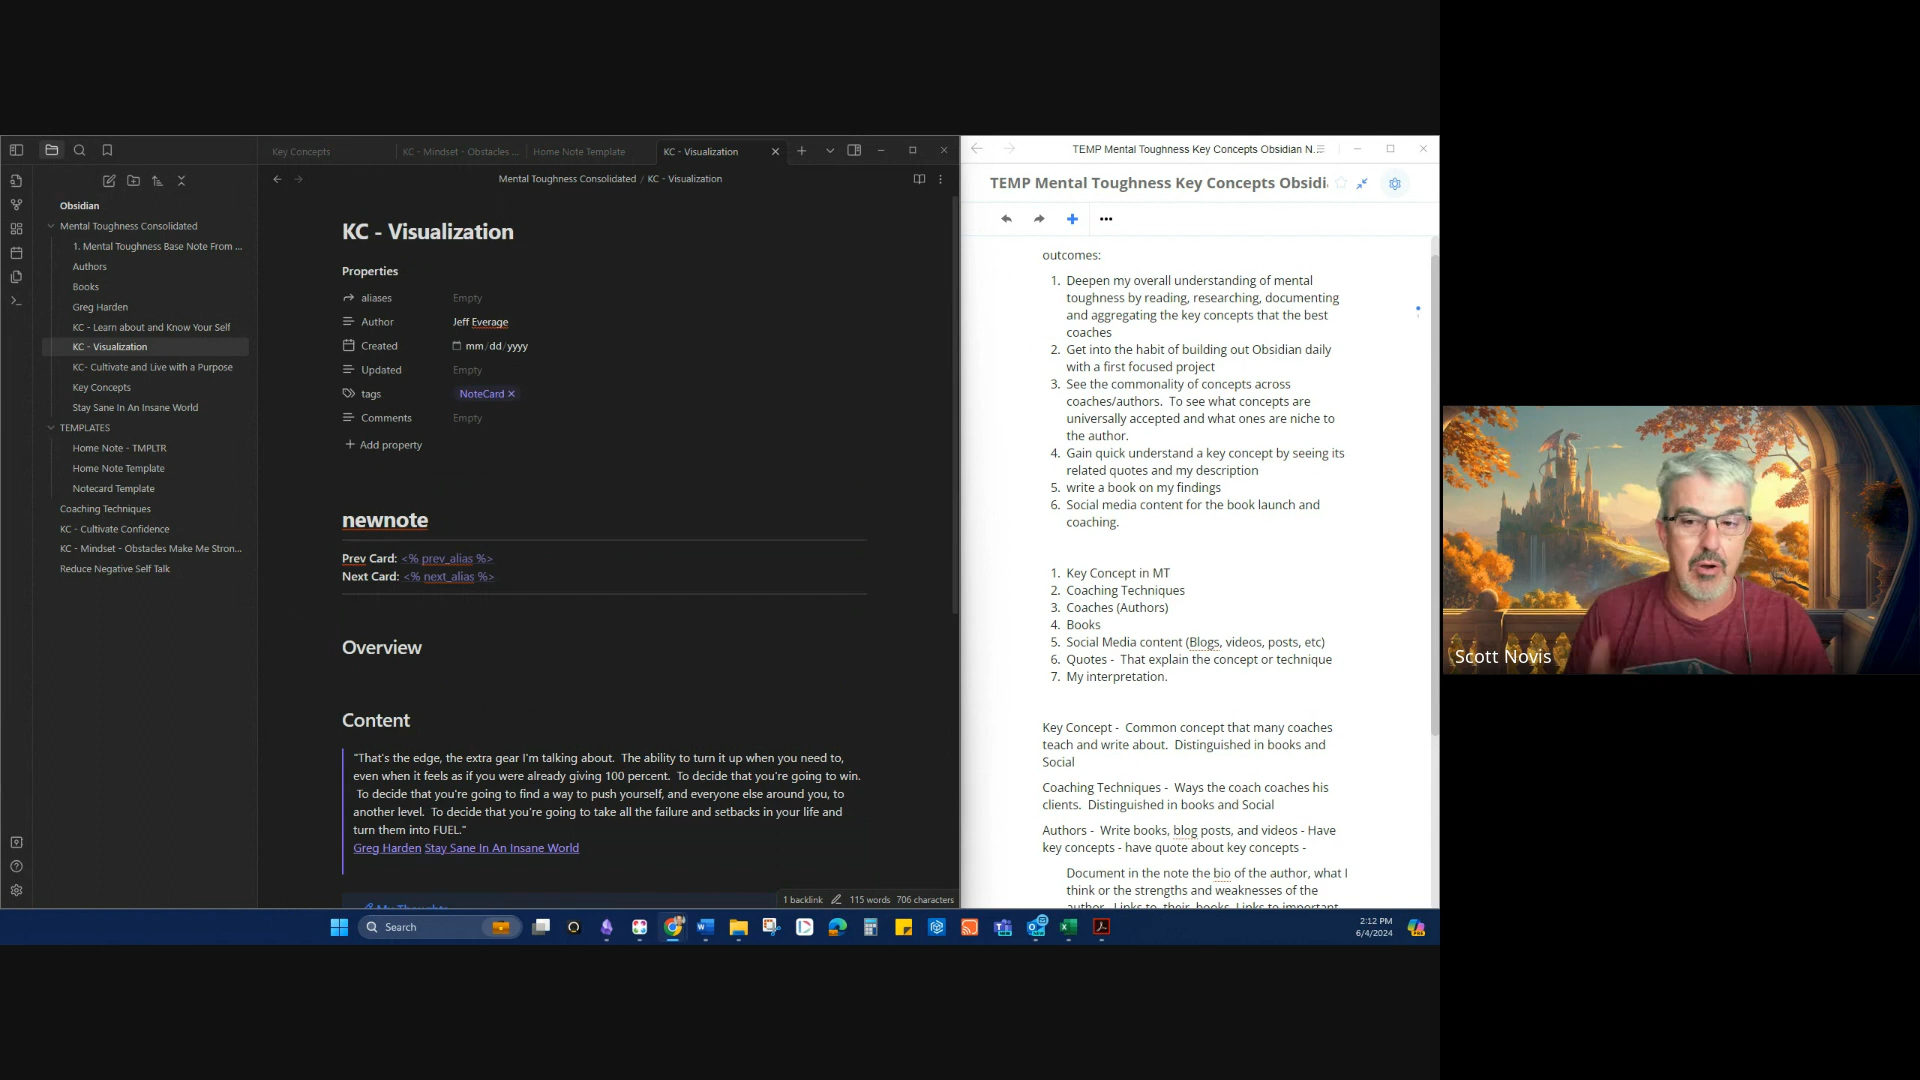 Key Concepts
KC - Mindset - Obstacles ...
Home Note Template
KC - Visualization
Mental Toughness Consolidated / KC - Visualization
Obsidian
Mental Toughness Consolidated
1. Mental Toughness Base Note From ...
Authors
Books
Greg Harden
KC - Learn about and Know Your Self
KC - Visualization
KC- Cultivate and Live with a Purpose
Key Concepts
Stay Sane In An Insane World
TEMPLATES
Home Note - TMPLTR
Home Note Template
Notecard Template
Coaching Techniques
KC - Cultivate Confidence
KC - Mindset - Obstacles Make Me Stron...
Reduce Negative Self Talk
KC - Visualization
Properties
aliases Empty
Author Jeff Everage
Created mm/dd/yyyy
Updated Empty
tags NoteCard
Comments Empty
Add property
newnote
Prev Card: <% prev_alias %>
Next Card: <% next_alias %>
Overview
Content
"That's the edge, the extra gear I'm talking about. The ability to turn it up when you need to,
even when it feels as if you were already giving 100 percent. To decide that you're going to win.
To decide that you're going to find a way to push yourself, and everyone else around you, to
another level. To decide that you're going to take all the failure and setbacks in your life and
turn them into FUEL."
Greg Harden Stay Sane In An Insane World
My Thoughts
1 backlink 115 words 706 characters
TEMP Mental Toughness Key Concepts Obsidian N...
TEMP Mental Toughness Key Concepts Obsidi
outcomes:
1. Deepen my overall understanding of mental
toughness by reading, researching, documenting
and aggregating the key concepts that the best
coaches
2. Get into the habit of building out Obsidian daily
with a first focused project
3. See the commonality of concepts across
coaches/authors. To see what concepts are
universally accepted and what ones are niche to
the author.
4. Gain quick understand a key concept by seeing its
related quotes and my description
5. write a book on my findings
6. Social media content for the book launch and
coaching.
1. Key Concept in MT
2. Coaching Techniques
3. Coaches (Authors)
4. Books
5. Social Media content (Blogs, videos, posts, etc)
6. Quotes - That explain the concept or technique
7. My interpretation.
Key Concept - Common concept that many coaches
teach and write about. Distinguished in books and
Social
Coaching Techniques - Ways the coach coaches his
clients. Distinguished in books and Social
Authors - Write books, blog posts, and videos - Have
key concepts - have quote about key concepts -
Document in the note the bio of the author, what I
think or the strengths and weaknesses of the
author. Links to their books. Links to important
Search
2:12 PM
6/4/2024
Scott Novis